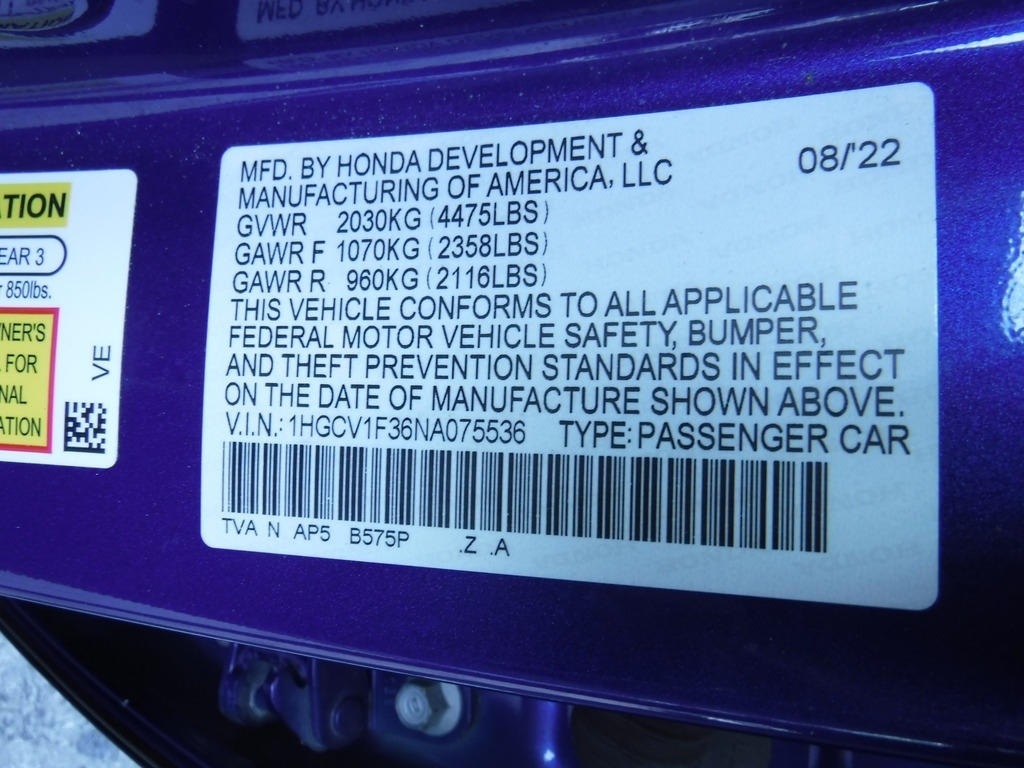 MFD. BY HONDA DEVELOPMENT &
MANUFACTURING OF AMERICA, LLC
08/'22
GVWR 2030KG (4475LBS)
GAWR F 1070KG (2358LBS)
GAWR R 960KG (2116LBS)
THIS VEHICLE CONFORMS TO ALL APPLICABLE
FEDERAL MOTOR VEHICLE SAFETY, BUMPER,
AND THEFT PREVENTION STANDARDS IN EFFECT
ON THE DATE OF MANUFACTURE SHOWN ABOVE.
V.I.N.: 1HGCV1F36NA075536 TYPE: PASSENGER CAR
TVA N AP5 B575P .Z .A
ATION
EAR 3
850lbs.
NER'S
FOR
NAL
ATION
VE